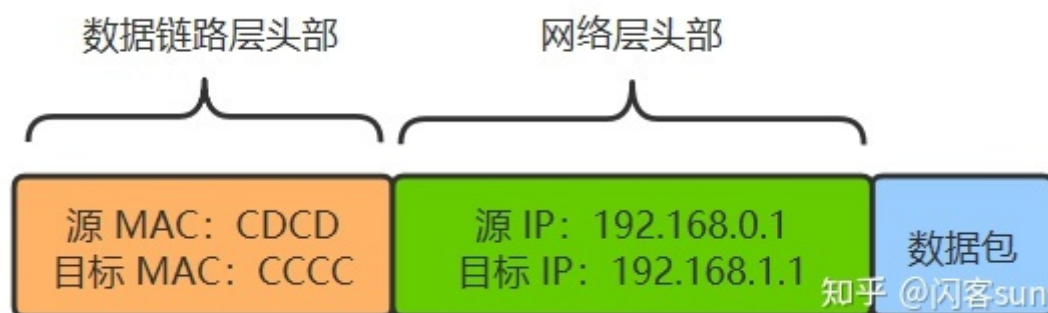 数据链路层头部
网络层头部
源 MAC：CDCD
目标 MAC：CCCC
源 IP：192.168.0.1
目标 IP：192.168.1.1
数据包
知乎 @闪客sun